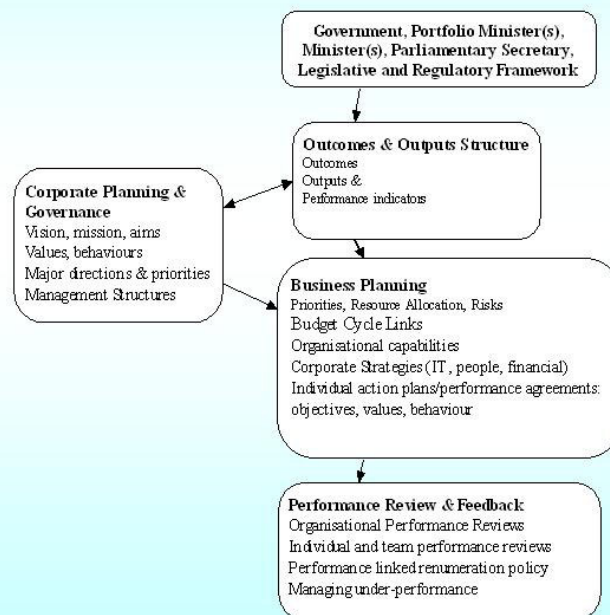 Government, Portfolio Minister(s),
Minister(s), Parliamentary Secretary,
Legislative and Regulatory Framework
Outcomes & Outputs Structure
Outcomes
Outputs &
Performance indicators
Corporate Planning &
Governance
Vision, mission, aims
Values, behaviours
Major directions & priorities
Management Structures
Business Planning
Priorities, Resource Allocation, Risks
Budget Cycle Links
Organisational capabilities
Corporate Strategies (IT, people, financial)
Individual action plans/performance agreements:
objectives, values, behaviour
Performance Review & Feedback
Organisational Performance Reviews
Individual and team performance reviews
Performance linked renumeration policy
Managing under-performance